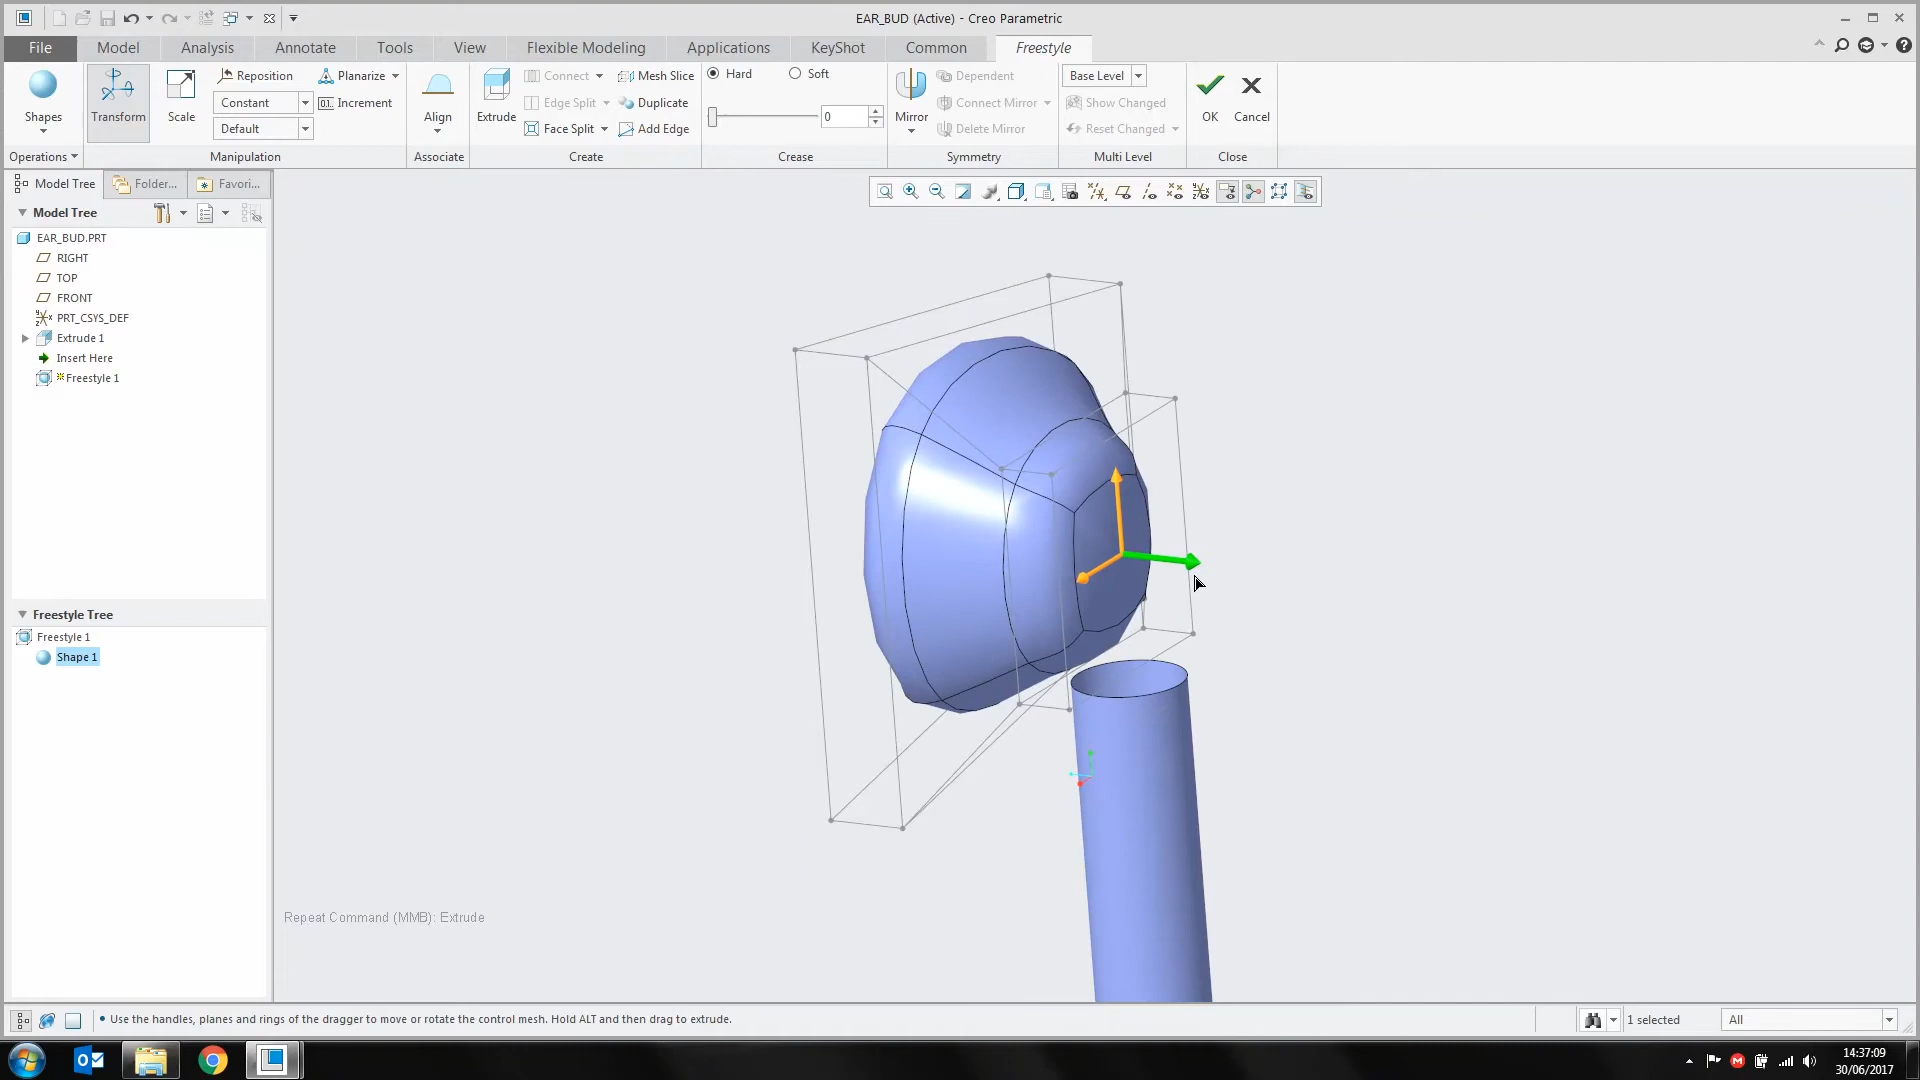 EAR_BUD (Active) - Creo Parametric
File Model Analysis Annotate Tools View Flexible Modeling Applications KeyShot Common Freestyle
Shapes
Transform
Scale
Reposition
Constant
Default
Planarize
Increment
Align
Extrude
Connect
Edge Split
Face Split
Mesh Slice
Duplicate
Add Edge
Hard Soft
0
Mirror
Dependent
Connect Mirror
Delete Mirror
Base Level
Show Changed
Reset Changed
OK
Cancel
Operations Manipulation Associate Create Crease Symmetry Multi Level Close
Model Tree Folder... Favori...
Model Tree
EAR_BUD.PRT
RIGHT
TOP
FRONT
PRT_CSYS_DEF
Extrude 1
Insert Here
Freestyle 1
Freestyle Tree
Freestyle 1
Shape 1
Repeat Command (MMB): Extrude
• Use the handles, planes and rings of the dragger to move or rotate the control mesh. Hold ALT and then drag to extrude.
1 selected
All
14:37:09
30/06/2017